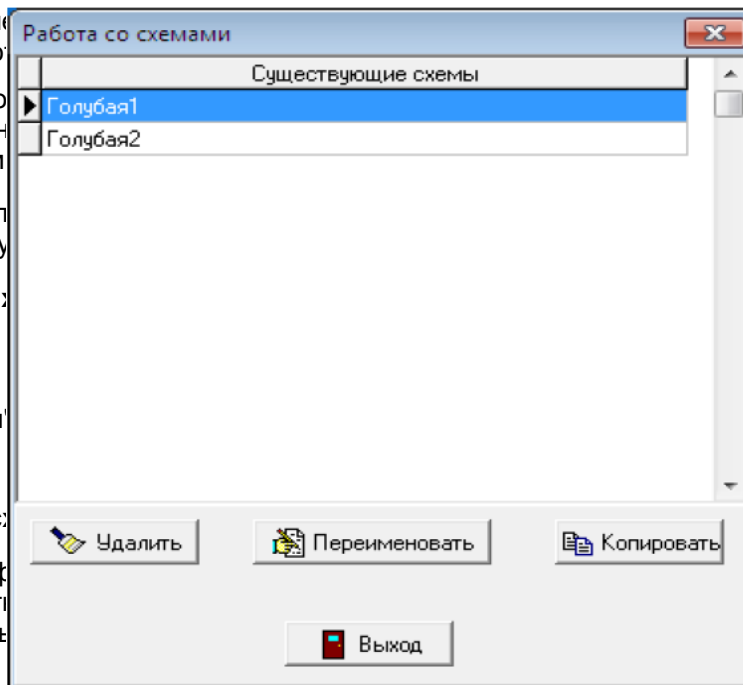 Работа со схемами
Существующие схемы
Голубая1
Голубая2
Удалить
Переименовать
Копировать
Выход